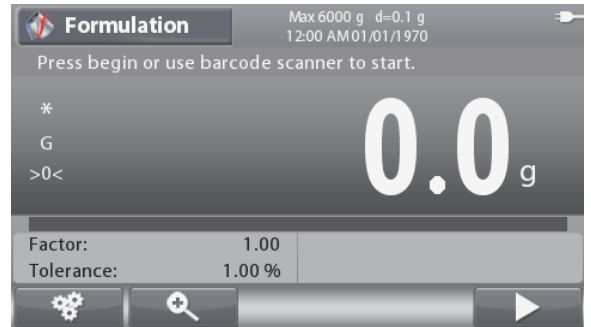 Formulation
Max 6000 g d=0.1 g
12:00 AM 01/01/1970
Press begin or use barcode scanner to start.
*
G
>0<
0.0 g
Factor: 1.00
Tolerance: 1.00 %